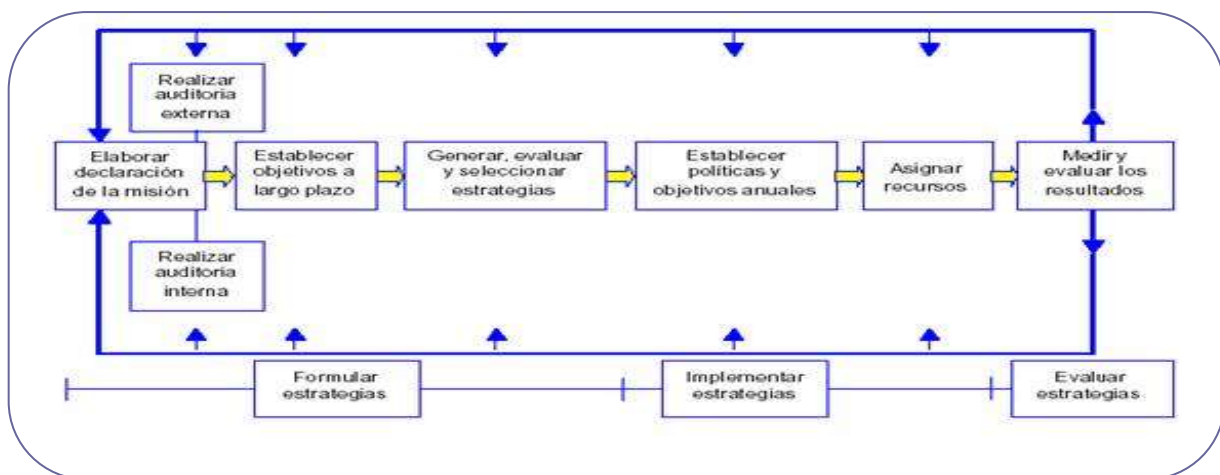 Realizar
auditoria
externa
Elaborar
declaración
de la misión
Establecer
objetivos a
largo plazo
Generar, evaluar
y seleccionar
estrategias
Establecer
políticas y
objetivos anuales
Asignar
recursos
Medir y
evaluar los
resultados
Realizar
auditoría
interna
Formular
estrategias
Implementar
estrategias
Evaluar
estrategias